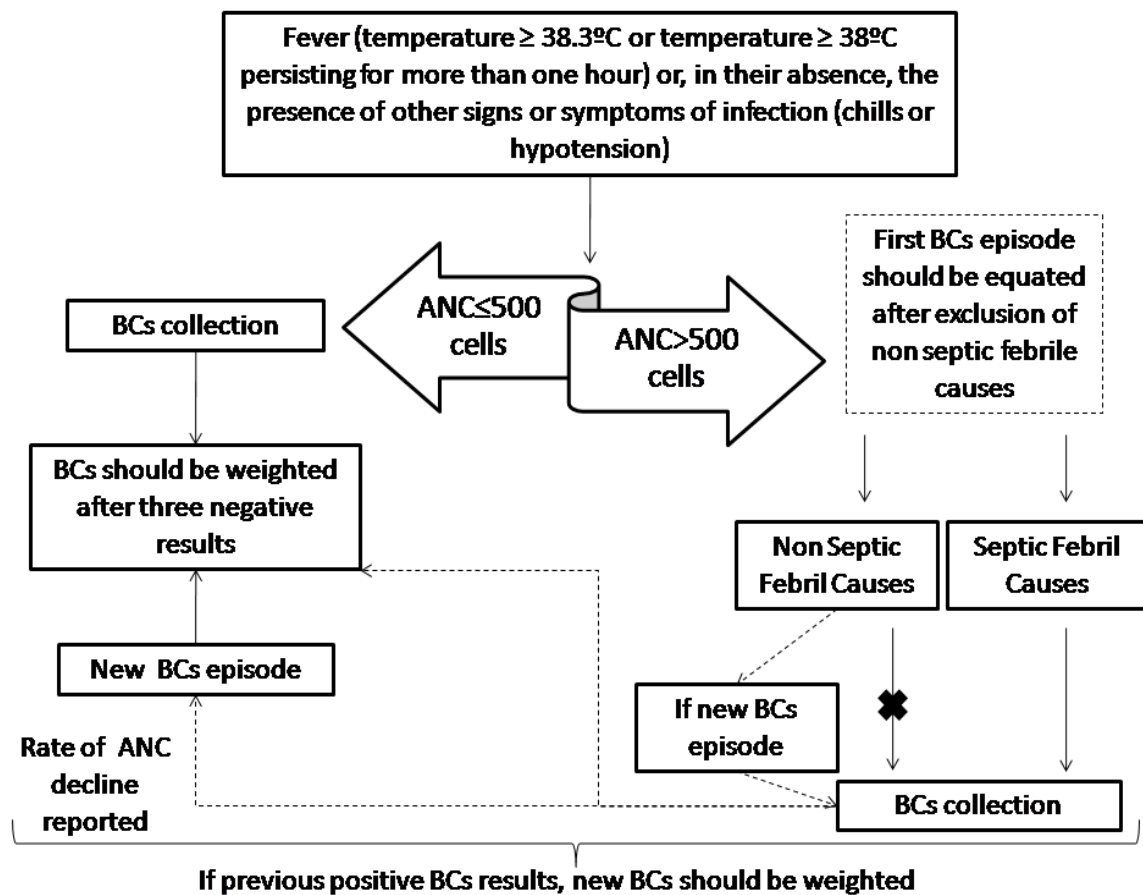 Fever (temperature ≥ 38.3ºC or temperature ≥ 38ºC
persisting for more than one hour) or, in their absence, the
presence of other signs or symptoms of infection (chills or
hypotension)
ANC≤500
cells
ANC>500
cells
First BCs episode
should be equated
after exclusion of
non septic febrile
causes
BCs collection
BCs should be weighted
after three negative
results
New BCs episode
Rate of ANC
decline
reported
Non Septic
Febril Causes
Septic Febril
Causes
If new BCs
episode
BCs collection
If previous positive BCs results, new BCs should be weighted